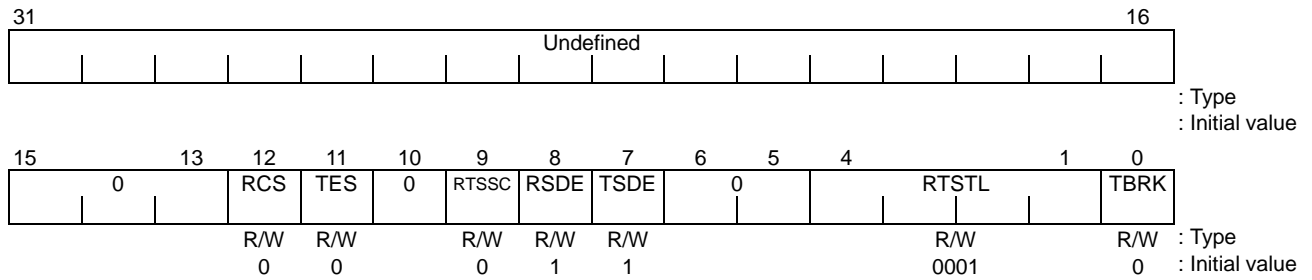 31 16
Undefined
: Type
: Initial value
15 13 12 11 10 9 8 7 6 5 4 1 0
0 RCS TES 0 RTSSC RSDE TSDE 0 RTSTL TBRK
R/W R/W R/W R/W R/W R/W R/W : Type
0 0 0 1 1 0001 0 : Initial value